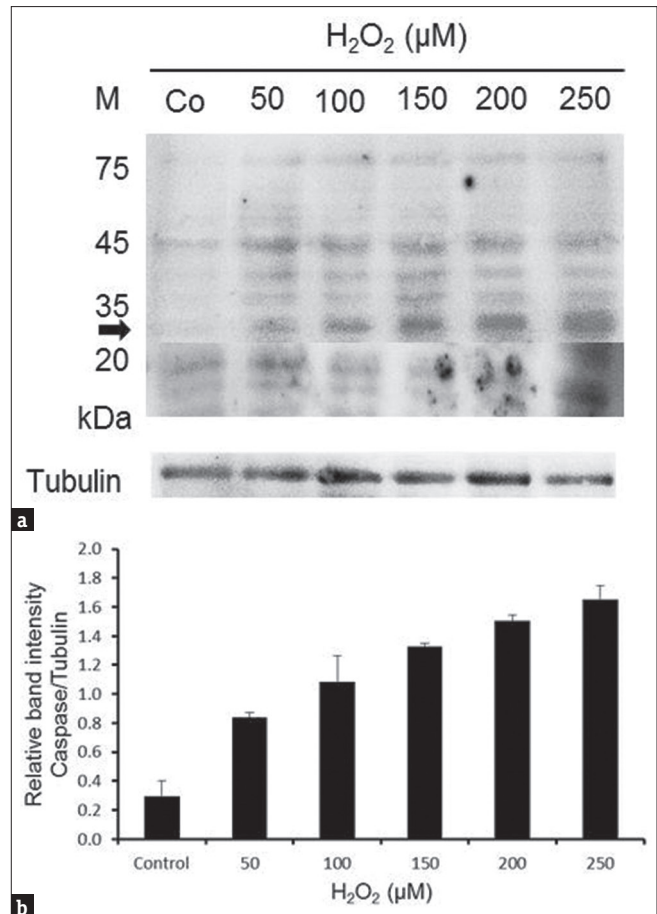 H₂O₂ (µM)
M Co 50 100 150 200 250
75
45
35
20
kDa
Tubulin
a
Relative band intensity
Caspase/Tubulin
2.0
1.8
1.6
1.4
1.2
1.0
0.8
0.6
0.4
0.2
0.0
Control 50 100 150 200 250
H₂O₂ (µM)
b